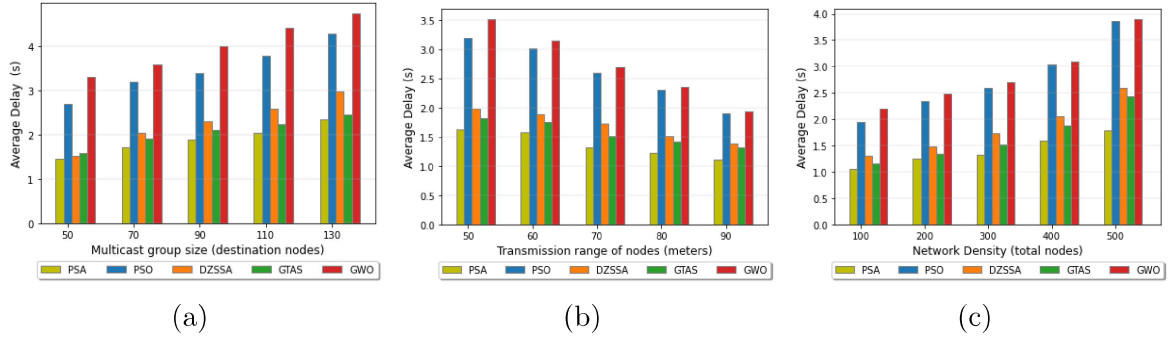 Average Delay (s)
4
3
2
1
0
50 70 90 110 130
Multicast group size (destination nodes)
PSA PSO DZSSA GTAS GWO
(a)
Average Delay (s)
3.5
3.0
2.5
2.0
1.5
1.0
0.5
0.0
50 60 70 80 90
Transmission range of nodes (meters)
PSA PSO DZSSA GTAS GWO
(b)
Average Delay (s)
4.0
3.5
3.0
2.5
2.0
1.5
1.0
0.5
0.0
100 200 300 400 500
Network Density (total nodes)
PSA PSO DZSSA GTAS GWO
(c)